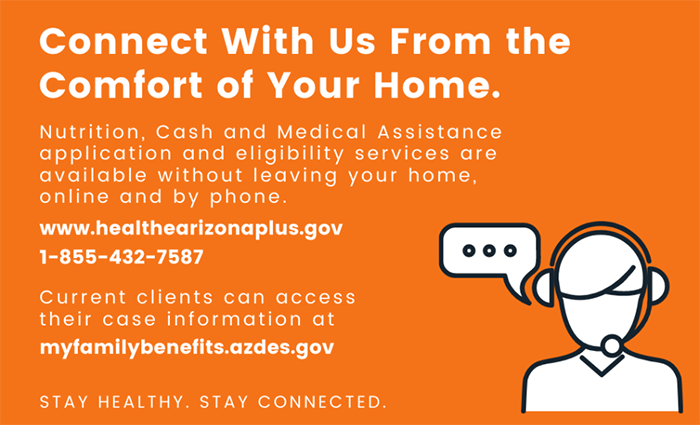 Connect With Us From the
Comfort of Your Home.
Nutrition, Cash and Medical Assistance
application and eligibility services are
available without leaving your home,
online and by phone.
www.healthearizonaplus.gov
1-855-432-7587
Current clients can access
their case information at
myfamilybenefits.azdes.gov
STAY HEALTHY. STAY CONNECTED.